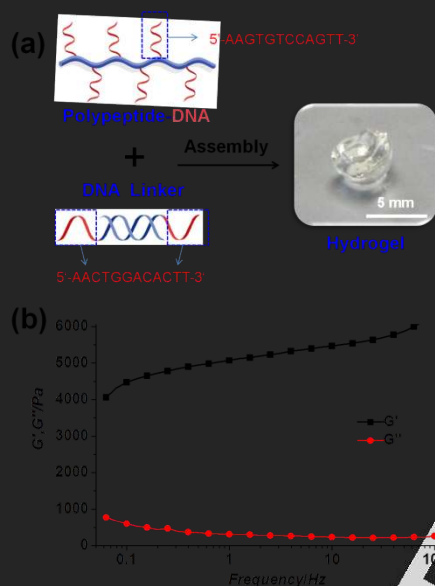 (a)
5'-AAGTGTCCAGTT-3'
Polypeptide-DNA
+
Assembly
DNA Linker
5 mm
Hydrogel
5'-AACTGGACACTT-3'
(b)
6000
5000
4000
3000
2000
1000
0
G',G''/Pa
G'
G''
0.1
1
10
100
Frequency/Hz